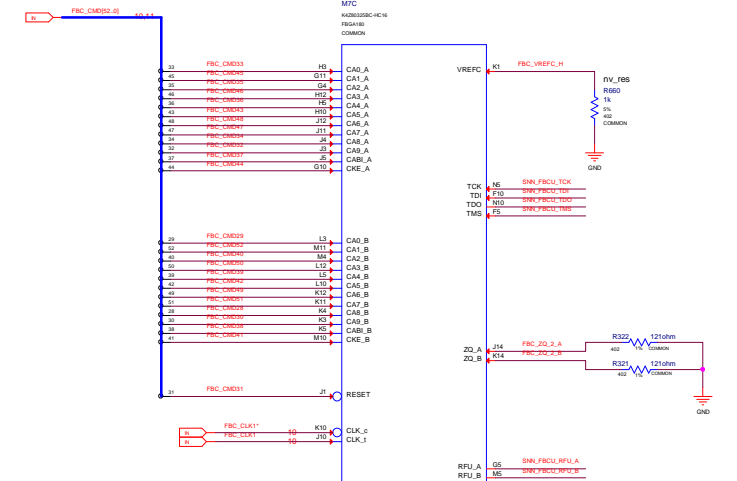 M7C
K4Z80325BC-HC16
FBGA180
COMMON
IN FBC_CMD[52..0] 10,11
33 FBC_CMD33 H3 CA0_A
45 FBC_CMD45 G11 CA1_A
35 FBC_CMD35 G4 CA2_A
46 FBC_CMD46 H12 CA3_A
36 FBC_CMD36 H5 CA4_A
43 FBC_CMD43 H10 CA5_A
48 FBC_CMD48 J12 CA6_A
47 FBC_CMD47 J11 CA7_A
34 FBC_CMD34 J4 CA8_A
32 FBC_CMD32 J3 CA9_A
37 FBC_CMD37 J5 CABI_A
44 FBC_CMD44 G10 CKE_A
VREFC K1 FBC_VREFC_H
nv_res
R660
1k
5%
402
COMMON
GND
TCK N5 SNN_FBCU_TCK
TDI F10 SNN_FBCU_TDI
TDO N10 SNN_FBCU_TDO
TMS F5 SNN_FBCU_TMS
29 FBC_CMD29 L3 CA0_B
52 FBC_CMD52 M11 CA1_B
40 FBC_CMD40 M4 CA2_B
50 FBC_CMD50 L12 CA3_B
39 FBC_CMD39 L5 CA4_B
42 FBC_CMD42 L10 CA5_B
49 FBC_CMD49 K12 CA6_B
51 FBC_CMD51 K11 CA7_B
28 FBC_CMD28 K4 CA8_B
30 FBC_CMD30 K3 CA9_B
38 FBC_CMD38 K5 CABI_B
41 FBC_CMD41 M10 CKE_B
ZQ_A J14 FBC_ZQ_2_A R322 121ohm
402 1% COMMON
ZQ_B K14 FBC_ZQ_2_B R321 121ohm
402 1% COMMON
GND
31 FBC_CMD31 J1 RESET
IN FBC_CLK1* 10 K10 CLK_c
IN FBC_CLK1 10 J10 CLK_t
RFU_A G5 SNN_FBCU_RFU_A
RFU_B M5 SNN_FBCU_RFU_B